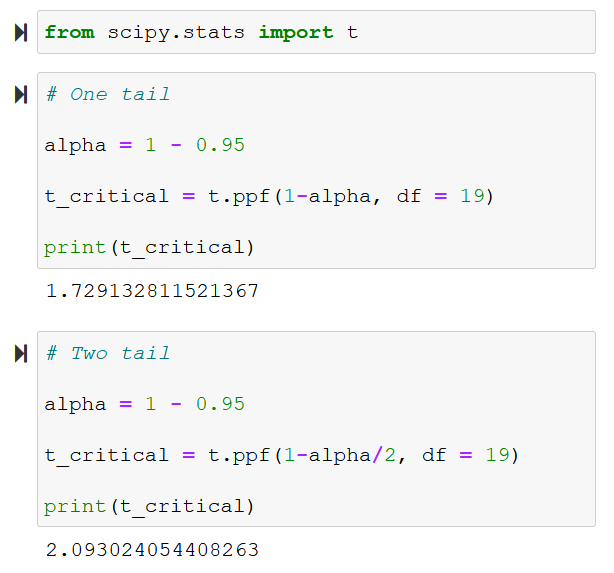 from scipy.stats import t
# One tail
alpha = 1 - 0.95
t_critical = t.ppf(1-alpha, df = 19)
print(t_critical)
1.729132811521367
# Two tail
alpha = 1 - 0.95
t_critical = t.ppf(1-alpha/2, df = 19)
print(t_critical)
2.093024054408263